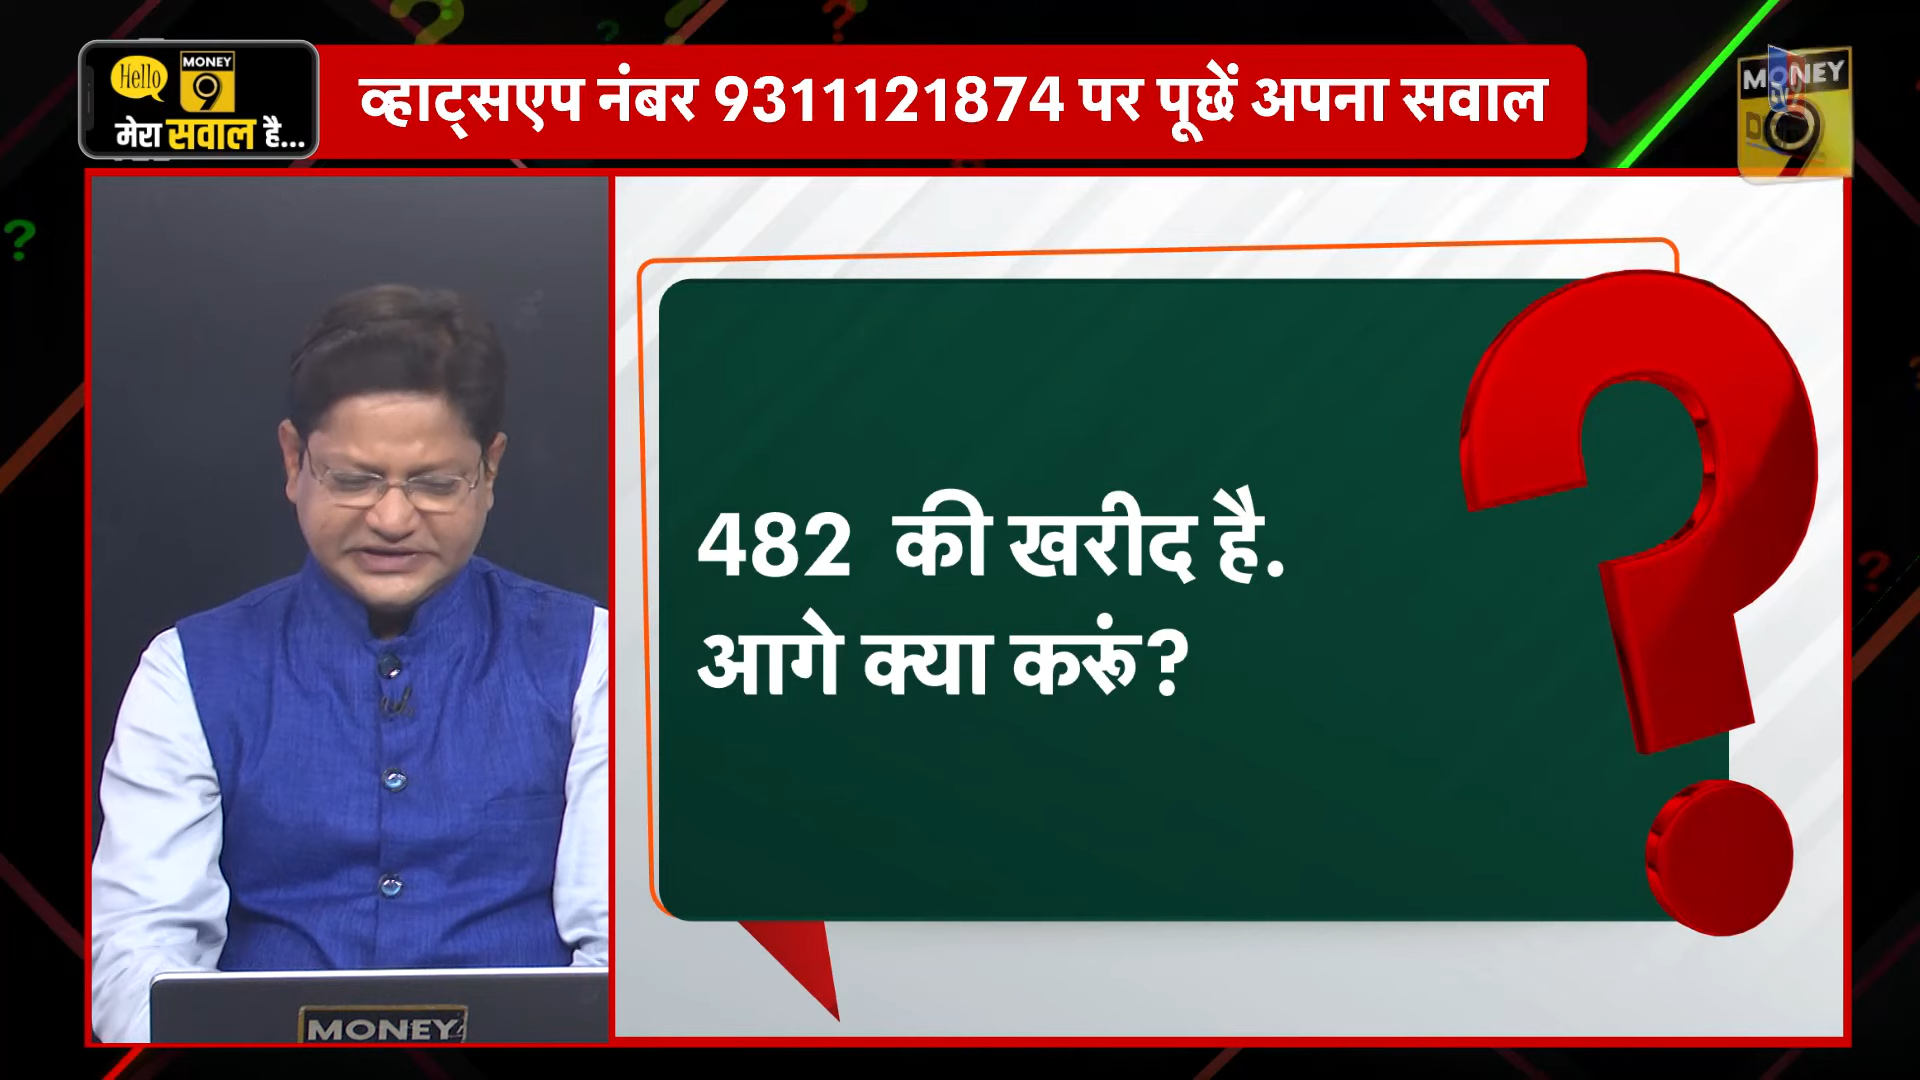 Hello
MONEY
9
मेरा सवाल है...
व्हाट्सएप नंबर 9311121874 पर पूछें अपना सवाल
MONEY
9
482 की खरीद है.
आगे क्या करूं?
MONEY